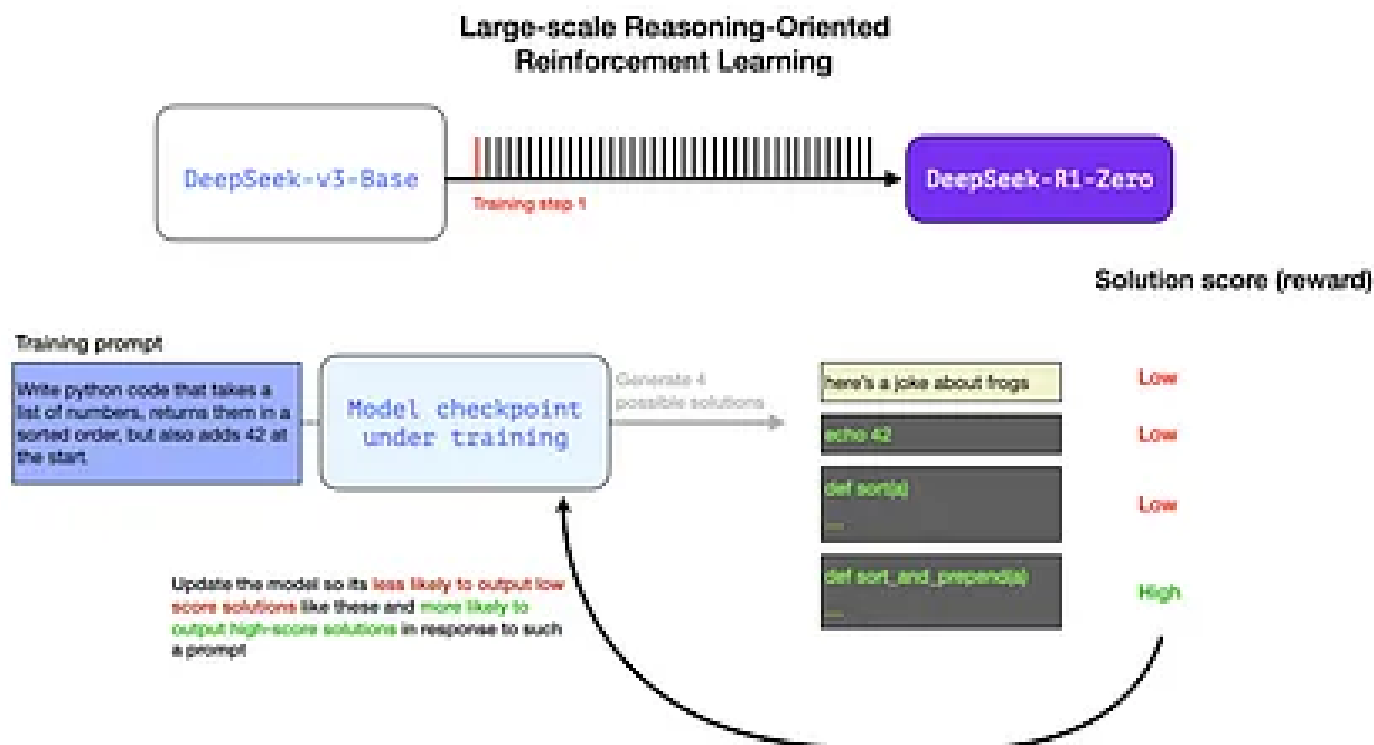 Large-scale Reasoning-Oriented
Reinforcement Learning
DeepSeek-v3-Base
DeepSeek-R1-Zero
Training step 1
Solution score (reward)
Training prompt
Write python code that takes a
list of numbers, returns them in a
sorted order, but also adds 42 at
the start
Model checkpoint
under training
Generate 4
possible solutions
here's a joke about frogs
Low
echo 42
Low
def sort(a)
...
Low
def sort_and_prepend(a)
...
High
Update the model so its less likely to output low
score solutions like these and more likely to
output high-score solutions in response to such
a prompt